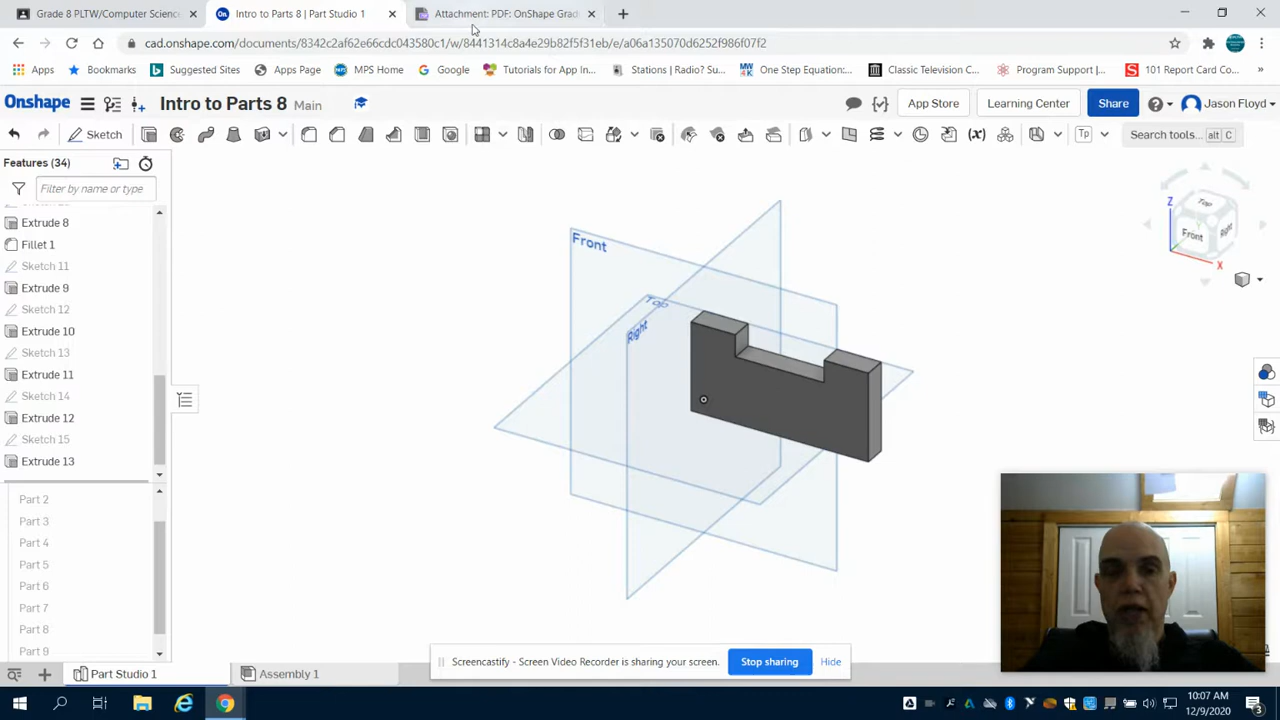 Grade 8 PLTW/Computer Science
Intro to Parts 8 | Part Studio 1
Attachment: PDF: OnShape Grad
cad.onshape.com/documents/8342c2af62e66cdc043580c1/w/8441314c8a4e29b82f5f31eb/e/a06a135070d6252f986f07f2
Apps
Bookmarks
Suggested Sites
Apps Page
MPS Home
Google
Tutorials for App In...
Stations | Radio? Su...
One Step Equation:...
Classic Television C...
Program Support |...
101 Report Card Co...
»
Onshape
Intro to Parts 8 Main
App Store
Learning Center
Share
Jason Floyd
Sketch
Search tools... alt C
Features (34)
Filter by name or type
Extrude 8
Fillet 1
Sketch 11
Extrude 9
Sketch 12
Extrude 10
Sketch 13
Extrude 11
Sketch 14
Extrude 12
Sketch 15
Extrude 13
Part 2
Part 3
Part 4
Part 5
Part 6
Part 7
Part 8
Part 9
Front
Top
Right
Top
Front
Right
Z
X
Screencastify - Screen Video Recorder is sharing your screen.
Stop sharing
Hide
Part Studio 1
Assembly 1
10:07 AM
12/9/2020
3